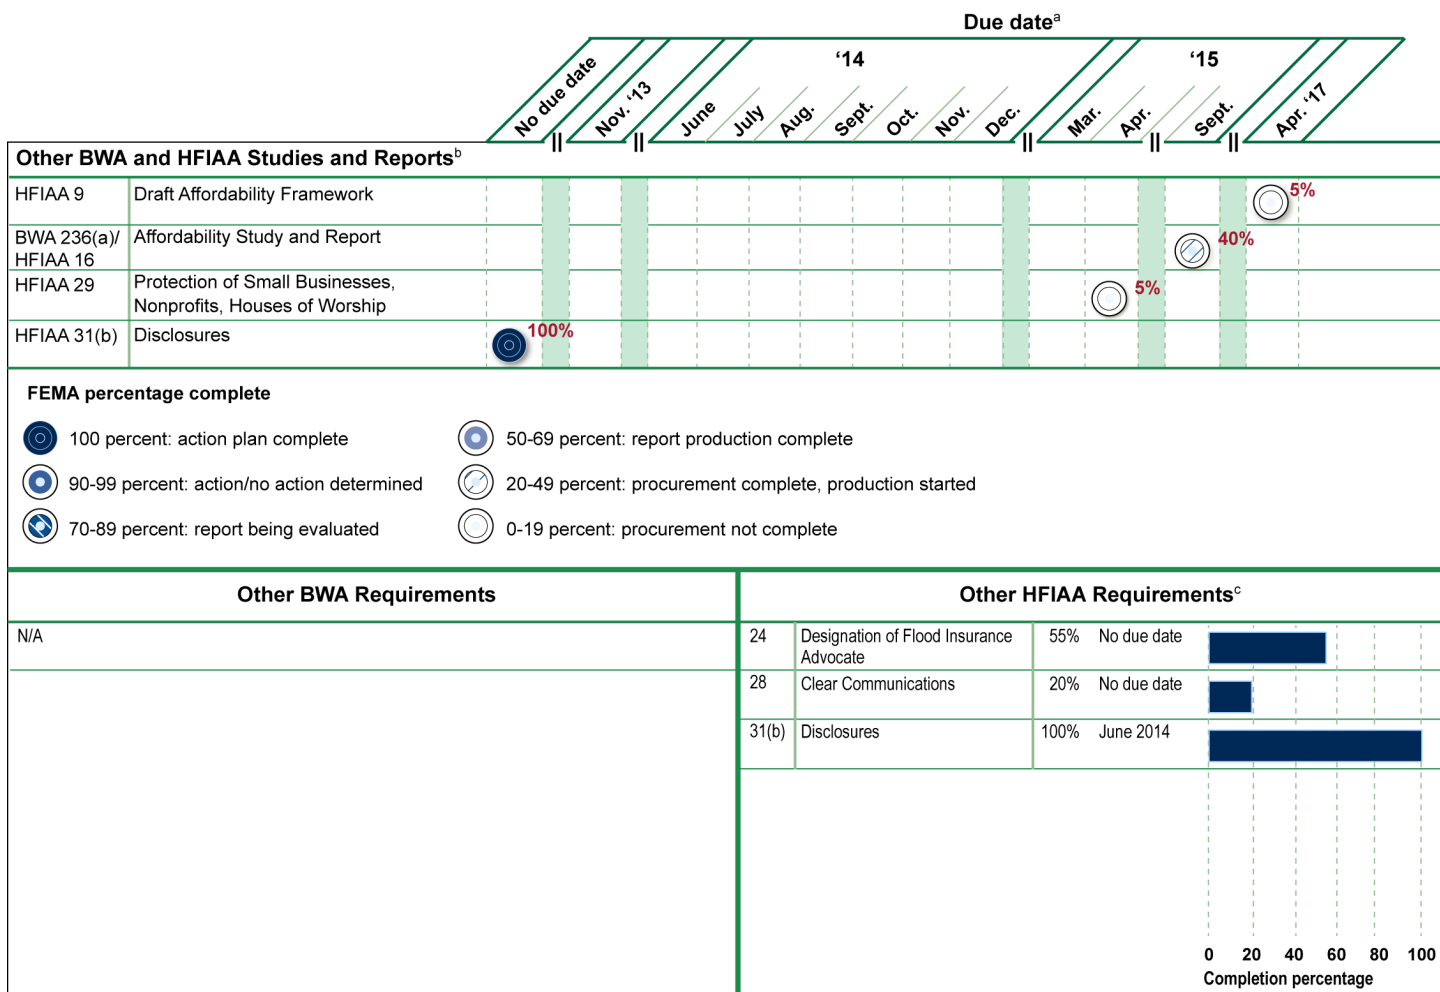 Due dateᵃ
‘14
‘15
No due date
Nov. ‘13
June
July
Aug.
Sept.
Oct.
Nov.
Dec.
Mar.
Apr.
Sept.
Apr. ‘17
Other BWA and HFIAA Studies and Reportsᵇ
HFIAA 9 Draft Affordability Framework 5%
BWA 236(a)/ Affordability Study and Report 40%
HFIAA 16
HFIAA 29 Protection of Small Businesses, 5%
Nonprofits, Houses of Worship
HFIAA 31(b) Disclosures 100%
FEMA percentage complete
100 percent: action plan complete
50-69 percent: report production complete
90-99 percent: action/no action determined
20-49 percent: procurement complete, production started
70-89 percent: report being evaluated
0-19 percent: procurement not complete
Other BWA Requirements
N/A
Other HFIAA Requirementsᶜ
24 Designation of Flood Insurance 55% No due date
Advocate
28 Clear Communications 20% No due date
31(b) Disclosures 100% June 2014
0 20 40 60 80 100
Completion percentage